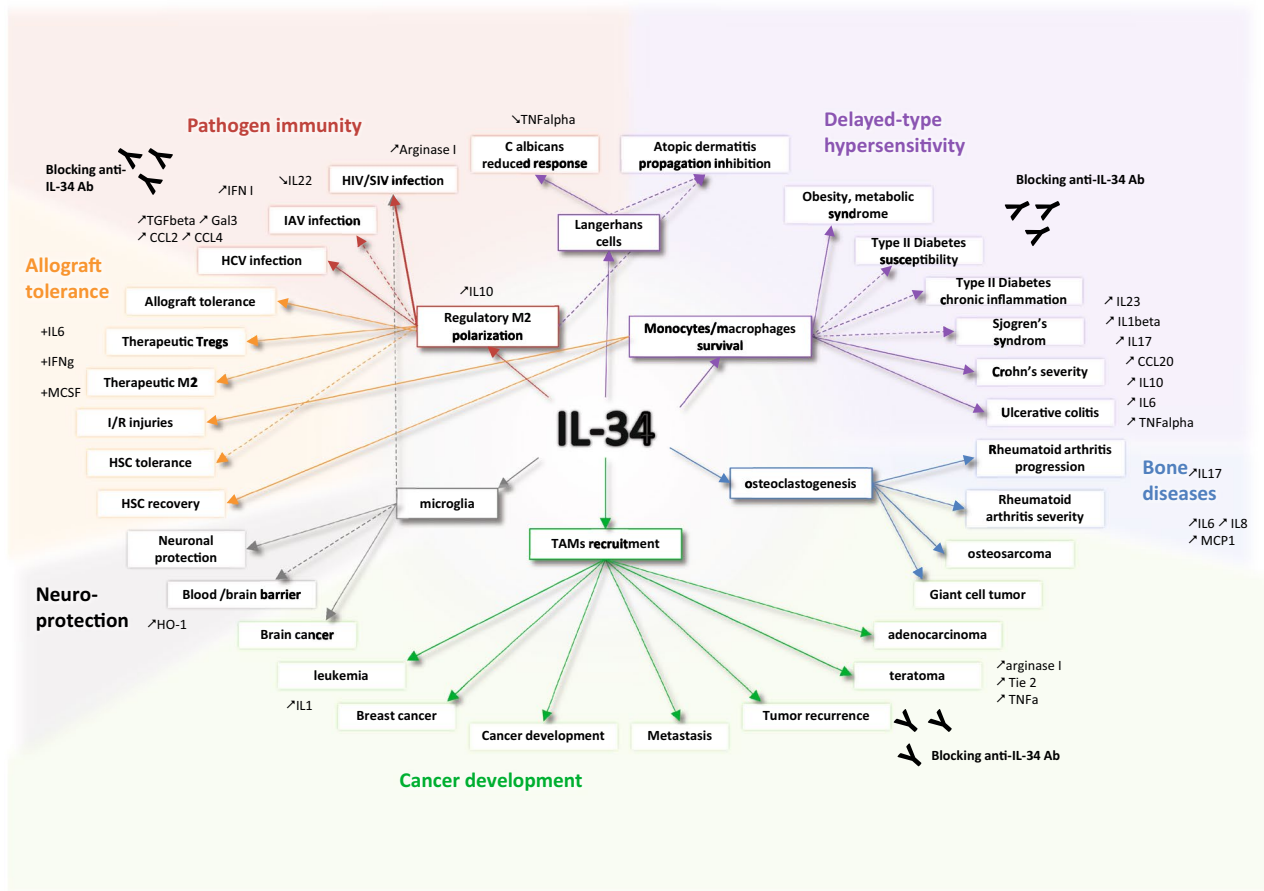 Pathogen immunity
Blocking anti-
IL-34 Ab
↗IFN I
↘IL22
↗Arginase I
↘TNFalpha
↗TGFbeta ↗ Gal3
↗ CCL2 ↗ CCL4
HIV/SIV infection
IAV infection
HCV infection
C albicans
reduced response
Atopic dermatitis
propagation inhibition
Langerhans
cells
Delayed-type
hypersensitivity
Blocking anti-IL-34 Ab
Obesity, metabolic
syndrome
Type II Diabetes
susceptibility
Type II Diabetes
chronic inflammation
Sjogren's
syndrom
Crohn's severity
Ulcerative colitis
↗ IL23
↗ IL1beta
↗ IL17
↗ CCL20
↗ IL10
↗ IL6
↗ TNFalpha
Allograft
tolerance
+IL6
+IFNg
+MCSF
Allograft tolerance
Therapeutic Tregs
Therapeutic M2
I/R injuries
HSC tolerance
HSC recovery
↗IL10
Regulatory M2
polarization
Monocytes/macrophages
survival
IL-34
microglia
TAMs recruitment
osteoclastogenesis
Rheumatoid arthritis
progression
Rheumatoid
arthritis severity
osteosarcoma
Giant cell tumor
Bone
diseases
↗IL17
↗IL6 ↗ IL8
↗ MCP1
Neuronal
protection
Blood /brain barrier
Brain cancer
Neuro-
protection
↗HO-1
leukemia
↗IL1
Breast cancer
Cancer development
Metastasis
Tumor recurrence
teratoma
adenocarcinoma
↗arginase I
↗ Tie 2
↗ TNFa
Blocking anti-IL-34 Ab
Cancer development